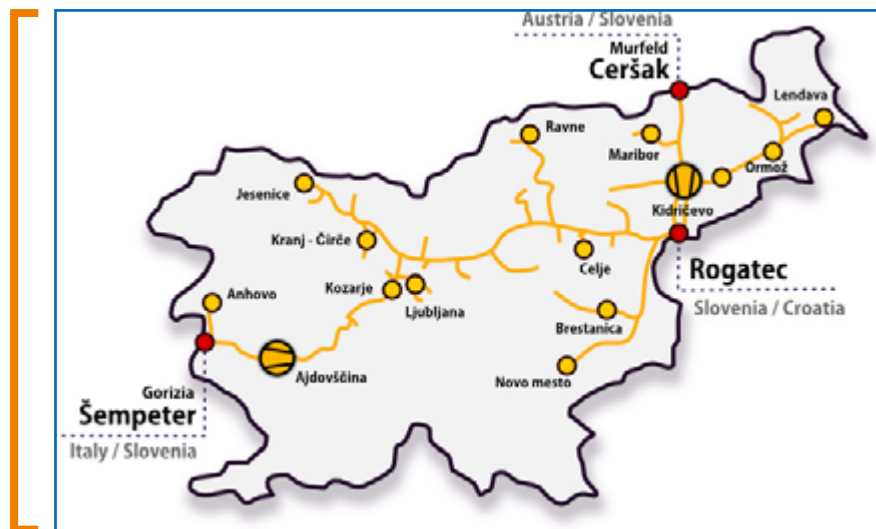 Austria / Slovenia
Murfeld
Ceršak
Lendava
Ravne
Maribor
Ormož
Jesenice
Kidričevo
Kranj - Čirče
Celje
Rogatec
Anhovo
Kozarje
Ljubljana
Slovenia / Croatia
Brestanica
Ajdovščina
Novo mesto
Gorizia
Šempeter
Italy / Slovenia